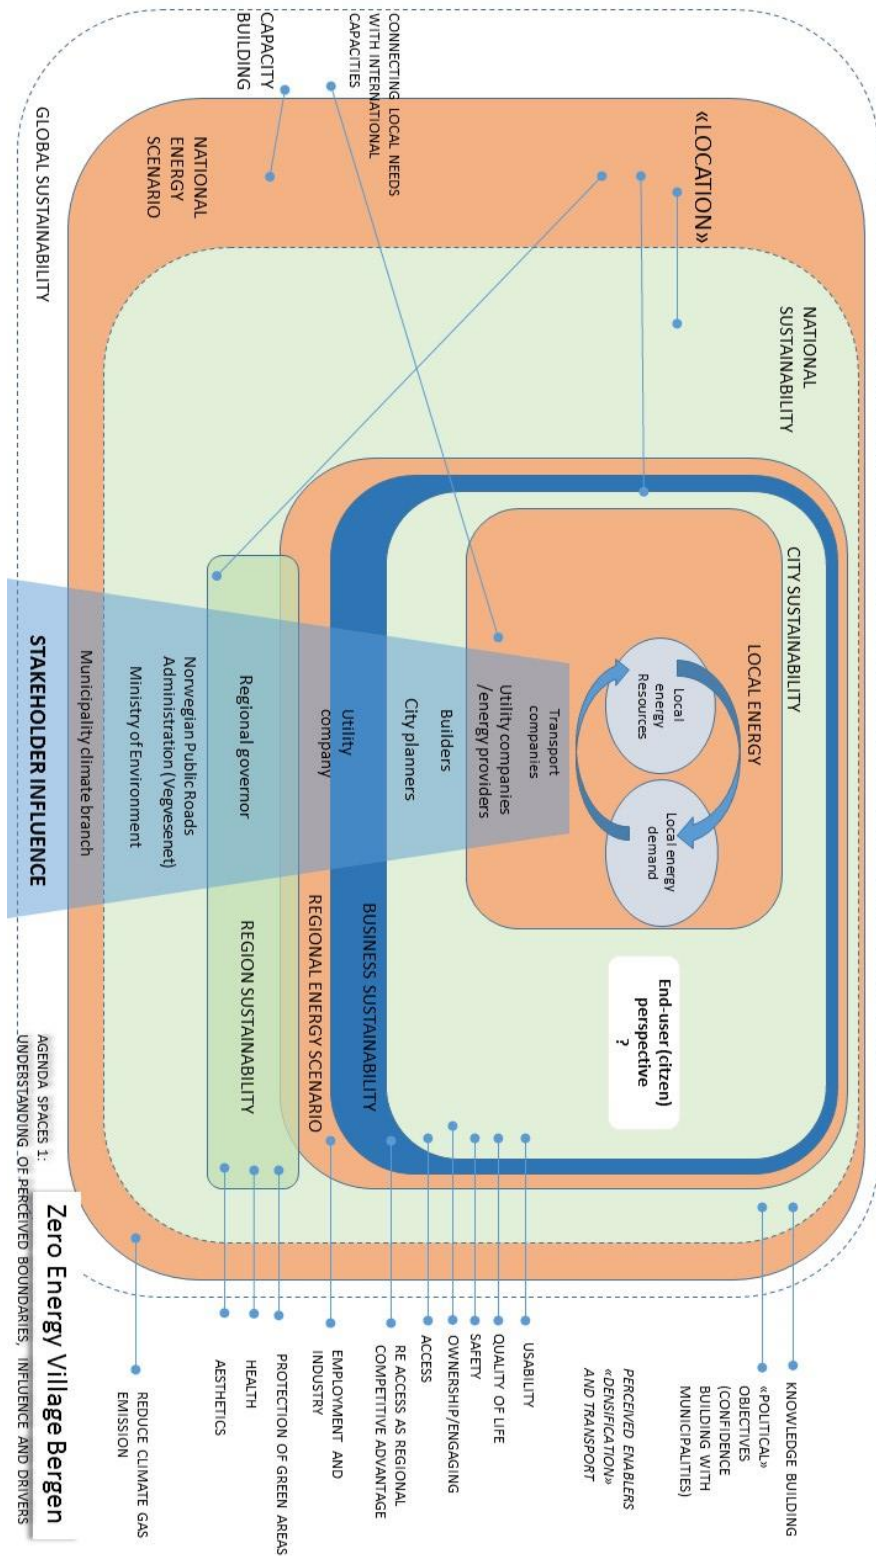 CONNECTING LOCAL NEEDS
WITH INTERNATIONAL
CAPACITIES
CAPACITY
BUILDING
GLOBAL SUSTAINABILITY
NATIONAL
ENERGY
SCENARIO
«LOCATION»
NATIONAL
SUSTAINABILITY
CITY SUSTAINABILITY
LOCAL ENERGY
Local
energy
Resources
Local energy
demand
Transport
companies
Utility companies
/energy providers
Builders
City planners
Utility
company
Regional governor
Norwegian Public Roads
Administration (Vegvesenet)
Ministry of Environment
Municipality climate branch
STAKEHOLDER INFLUENCE
End-user (citzen)
perspective
?
BUSINESS SUSTAINABILITY
REGIONAL ENERGY SCENARIO
REGION SUSTAINABILITY
KNOWLEDGE BUILDING
«POLITICAL»
OBJECTIVES
(CONFIDENCE
BUILDING WITH
MUNICIPALITIES)
PERCEIVED ENABLERS
«DENSIFICATION»
AND TRANSPORT
USABILITY
QUALITY OF LIFE
SAFETY
OWNERSHIP/ENGAGING
ACCESS
RE ACCESS AS REGIONAL
COMPETITIVE ADVANTAGE
EMPLOYMENT AND
INDUSTRY
PROTECTION OF GREEN AREAS
HEALTH
AESTHETICS
REDUCE CLIMATE GAS
EMISSION
Zero Energy Village Bergen
AGENDA SPACES 1:
UNDERSTANDING OF PERCEIVED BOUNDARIES, INFLUENCE AND DRIVERS